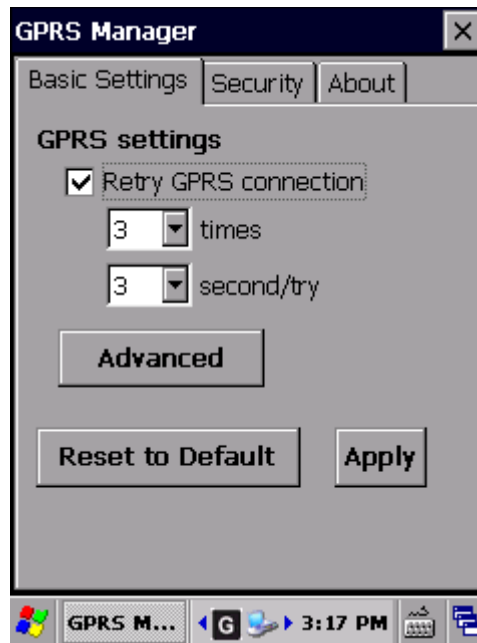 GPRS Manager
Basic Settings Security About
GPRS settings
Retry GPRS connection
3 times
3 second/try
Advanced
Reset to Default Apply
GPRS M... G 3:17 PM